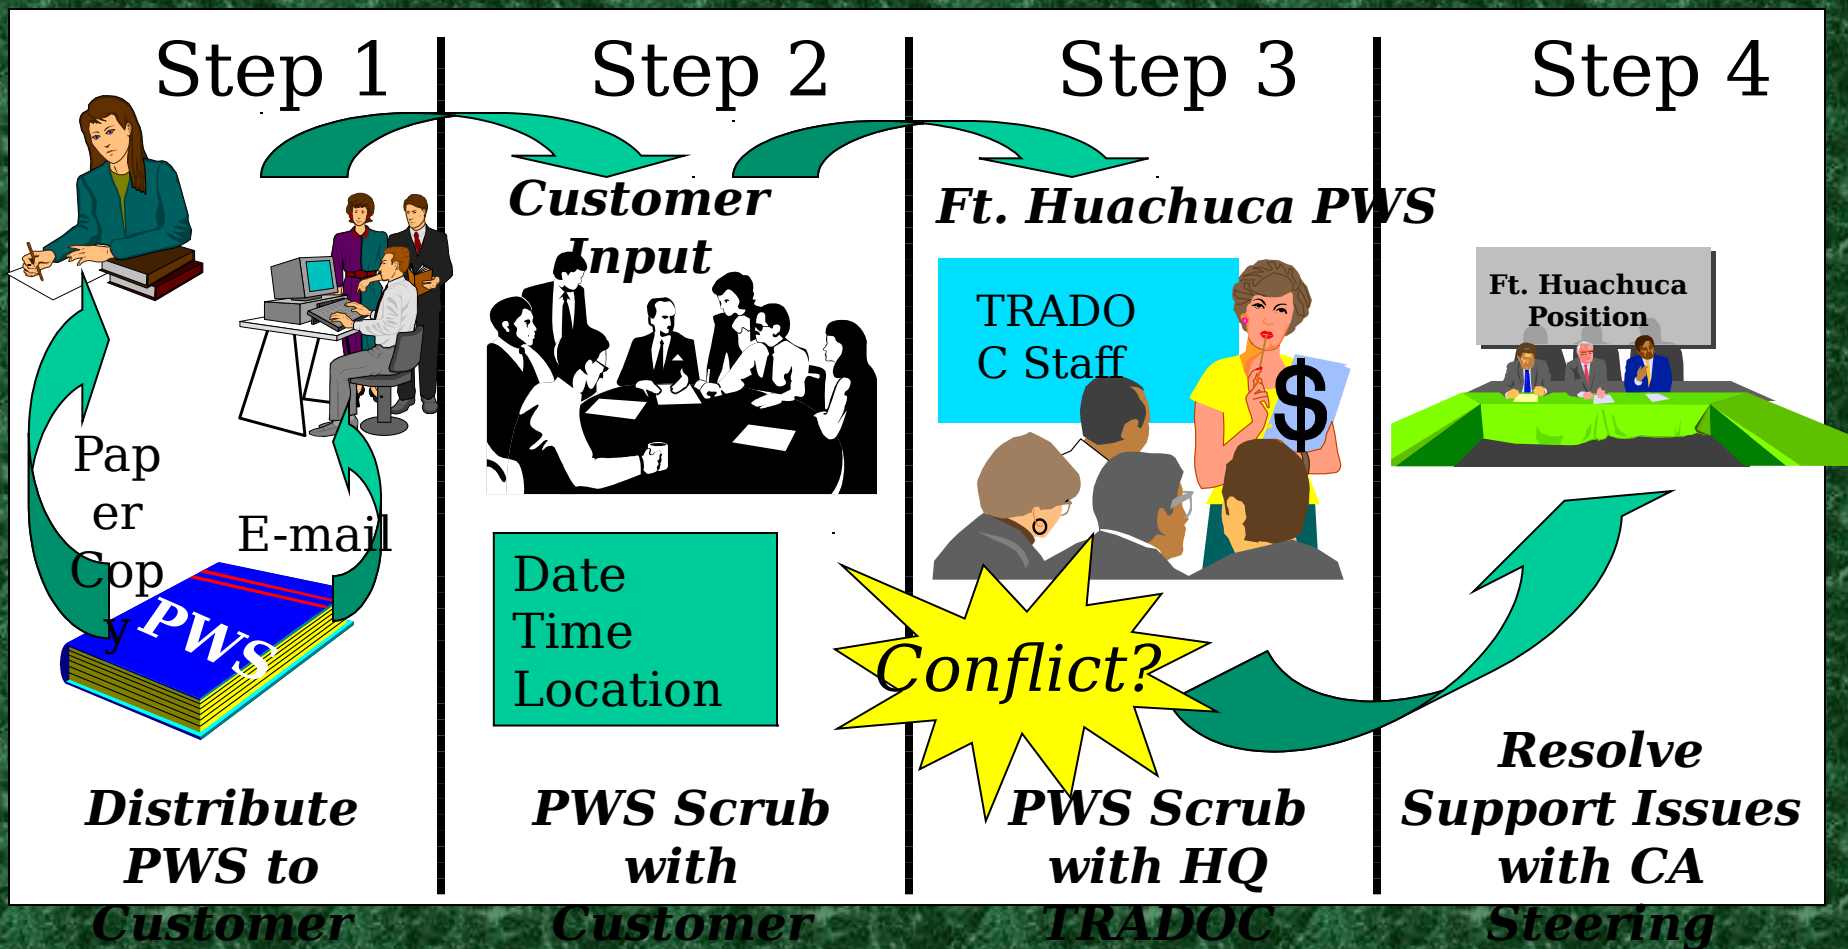 Step 1
Pap
er
Cop
y
E-mail
PWS
Distribute
PWS to
Customer
Step 2
Customer
Input
Date
Time
Location
PWS Scrub
with
Customer
Step 3
Ft. Huachuca PWS
TRADO
C Staff
$
Conflict?
PWS Scrub
with HQ
TRADOC
Step 4
Ft. Huachuca
Position
Resolve
Support Issues
with CA
Steering